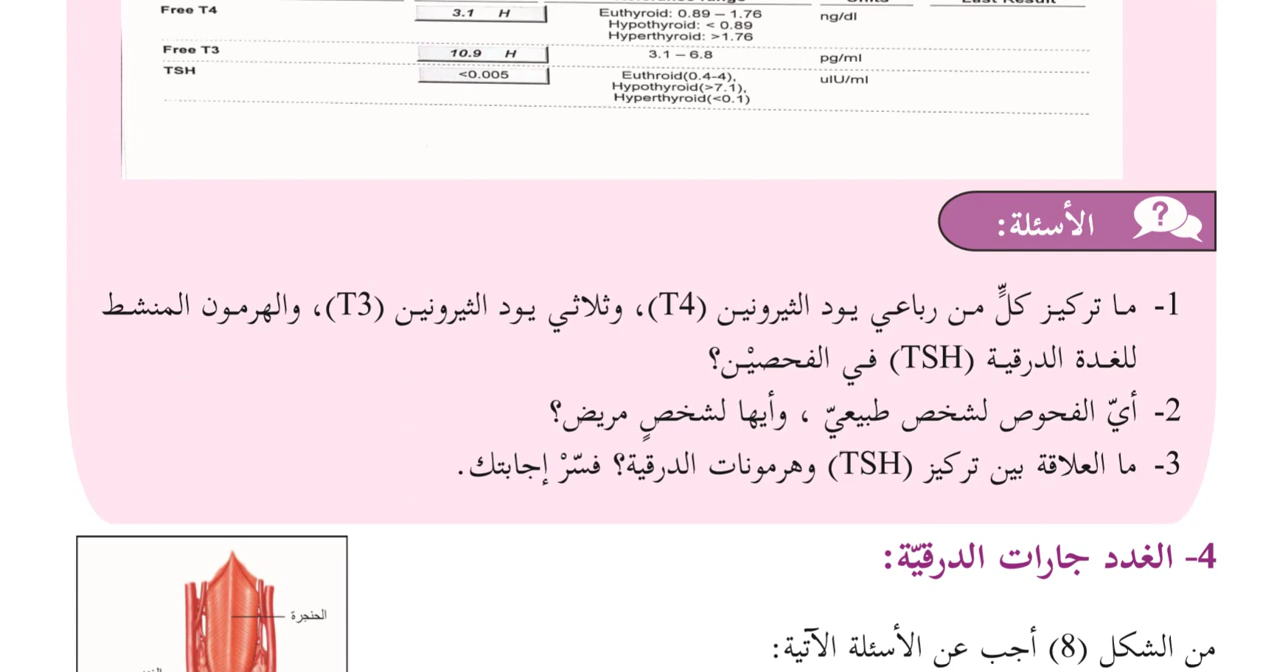 Free T4 3.1 H Euthyroid: 0.89 – 1.76 ng/dl
Hypothyroid: < 0.89
Hyperthyroid: >1.76
Free T3 10.9 H 3.1 – 6.8 pg/ml
TSH <0.005 Euthroid(0.4-4), uIU/ml
Hypothyroid(>7.1),
Hyperthyroid(<0.1)
الأسئلة:
1- ما تركيز كلٍّ من رباعي يود الثيرونين (T4)، وثلاثي يود الثيرونين (T3)، والهرمون المنشط
للغدة الدرقية (TSH) في الفحصيْن؟
2- أيّ الفحوص لشخص طبيعيّ ، وأيها لشخصٍ مريض؟
3- ما العلاقة بين تركيز (TSH) وهرمونات الدرقية؟ فسّرْ إجابتك.
4- الغدد جارات الدرقيّة:
الحنجرة
من الشكل (8) أجب عن الأسئلة الآتية: